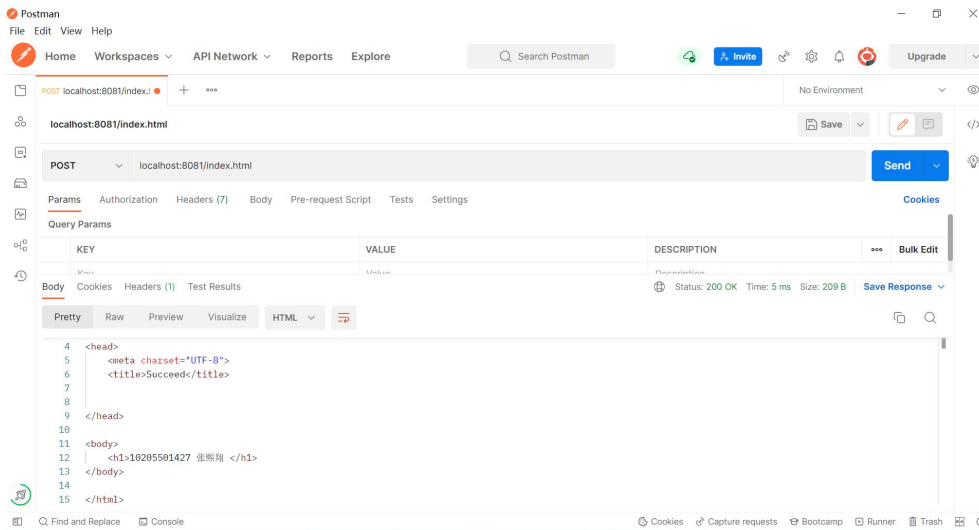 Postman
File Edit View Help
Home Workspaces API Network Reports Explore Search Postman Invite Upgrade
POST localhost:8081/index.l No Environment
localhost:8081/index.html Save
POST localhost:8081/index.html Send
Params Authorization Headers (7) Body Pre-request Script Tests Settings Cookies
Query Params
KEY VALUE DESCRIPTION Bulk Edit
Key Value Description
Body Cookies Headers (1) Test Results Status: 200 OK Time: 5 ms Size: 209 B Save Response
Pretty Raw Preview Visualize HTML
4 <head>
5 <meta charset="UTF-8">
6 <title>Succeed</title>
7
8
9 </head>
10
11 <body>
12 <h1>10205501427 张熙翔 </h1>
13 </body>
14
15 </html>
Find and Replace Console Cookies Capture requests Bootcamp Runner Trash